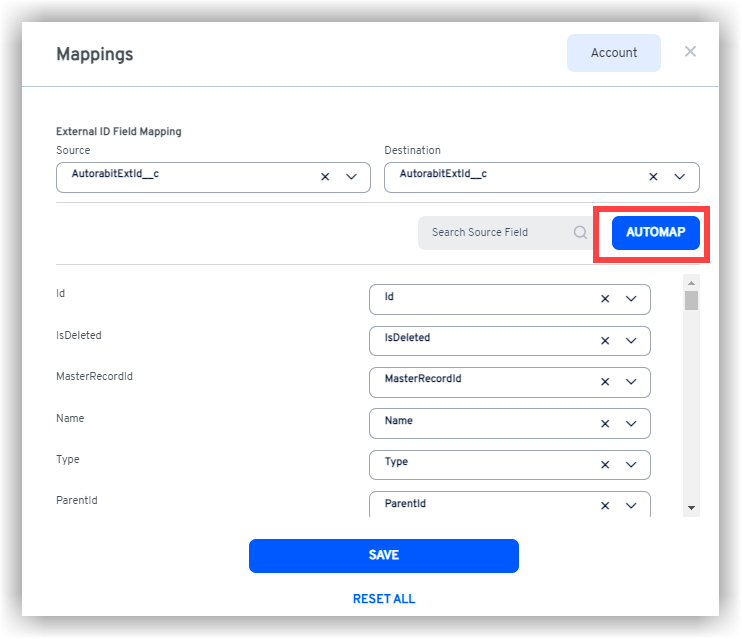 Mappings
Account
External ID Field Mapping
Source
Destination
AutorabitExtId__c
AutorabitExtId__c
Search Source Field
AUTOMAP
Id
Id
IsDeleted
IsDeleted
MasterRecordId
MasterRecordId
Name
Name
Type
Type
ParentId
ParentId
SAVE
RESET ALL